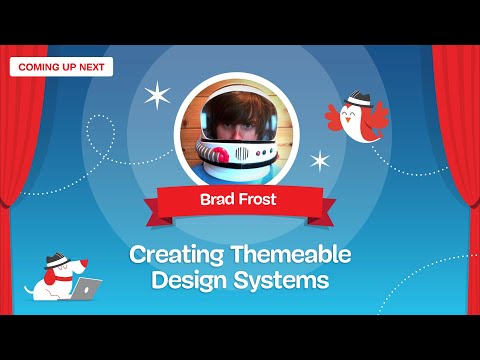 COMING UP NEXT
Brad Frost
Creating Themeable
Design Systems